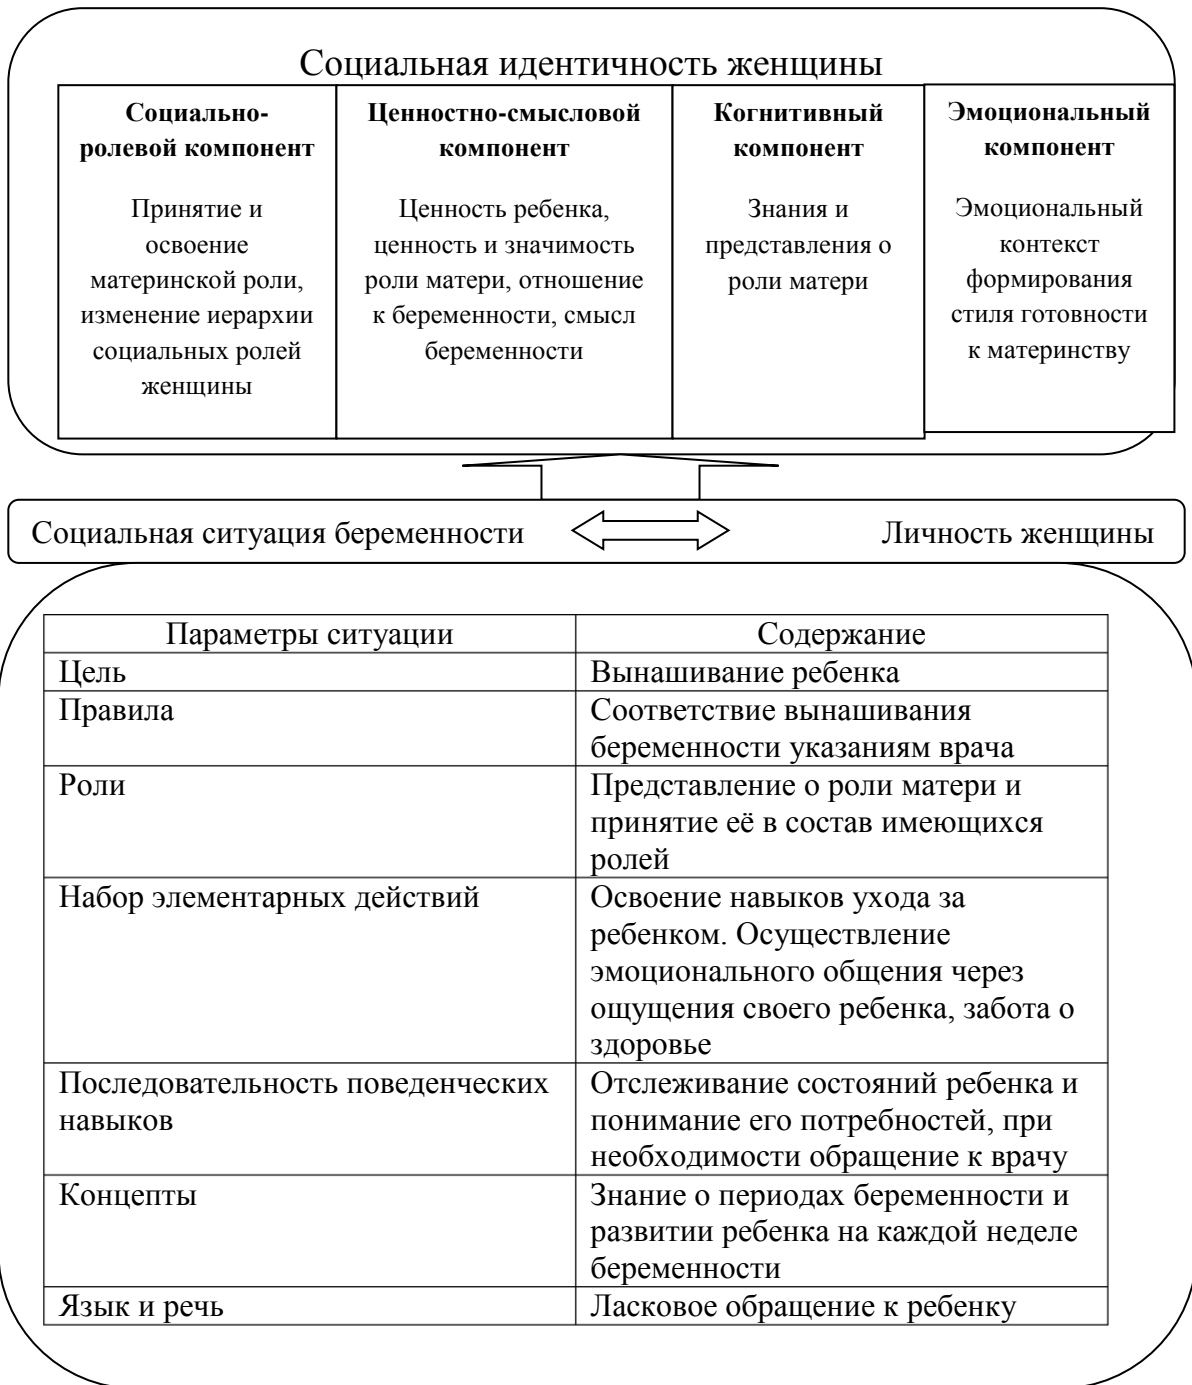 Социальная идентичность женщины
Социально-
ролевой компонент
Принятие и
освоение
материнской роли,
изменение иерархии
социальных ролей
женщины
Ценностно-смысловой
компонент
Ценность ребенка,
ценность и значимость
роли матери, отношение
к беременности, смысл
беременности
Когнитивный
компонент
Знания и
представления о
роли матери
Эмоциональный
компонент
Эмоциональный
контекст
формирования
стиля готовности
к материнству
Социальная ситуация беременности
Личность женщины
Параметры ситуации
Содержание
Цель
Вынашивание ребенка
Правила
Соответствие вынашивания
беременности указаниям врача
Роли
Представление о роли матери и
принятие её в состав имеющихся
ролей
Набор элементарных действий
Освоение навыков ухода за
ребенком. Осуществление
эмоционального общения через
ощущения своего ребенка, забота о
здоровье
Последовательность поведенческих
навыков
Отслеживание состояний ребенка и
понимание его потребностей, при
необходимости обращение к врачу
Концепты
Знание о периодах беременности и
развитии ребенка на каждой неделе
беременности
Язык и речь
Ласковое обращение к ребенку